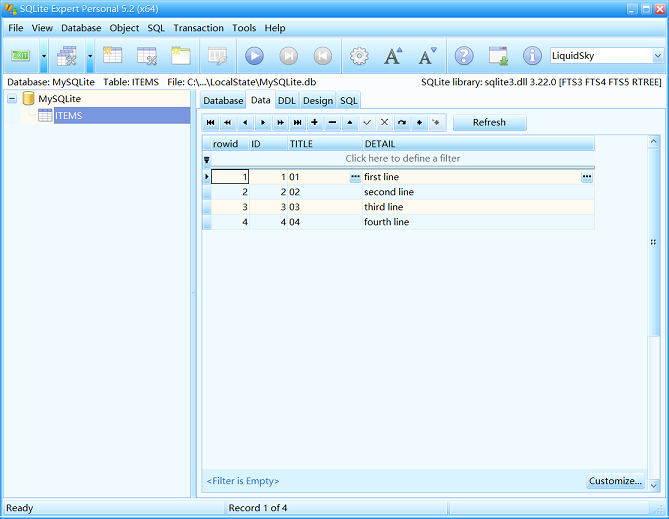 SQLite Expert Personal 5.2 (x64)
File View Database Object SQL Transaction Tools Help
EXIT LiquidSky
Database: MySQLite Table: ITEMS File: C:\...\LocalState\MySQLite.db SQLite library: sqlite3.dll 3.22.0 [FTS3 FTS4 FTS5 RTREE]
MySQLite
ITEMS
Database Data DDL Design SQL
Refresh
rowid ID TITLE DETAIL
Click here to define a filter
1 1 01 first line
2 2 02 second line
3 3 03 third line
4 4 04 fourth line
<Filter is Empty> Customize...
Ready Record 1 of 4